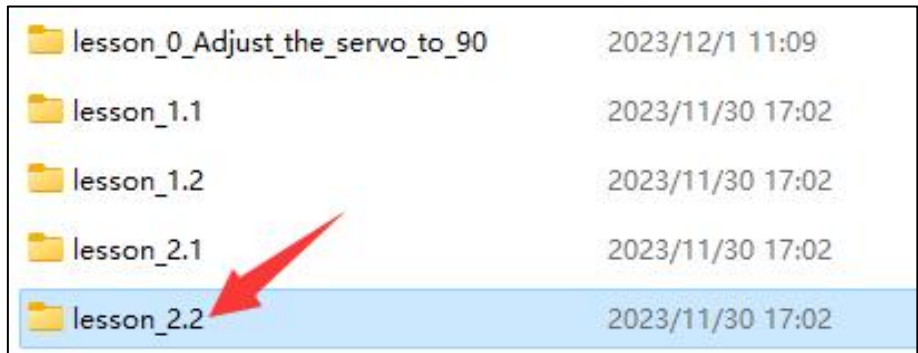 lesson_0_Adjust_the_servo_to_90 2023/12/1 11:09
lesson_1.1 2023/11/30 17:02
lesson_1.2 2023/11/30 17:02
lesson_2.1 2023/11/30 17:02
lesson_2.2 2023/11/30 17:02